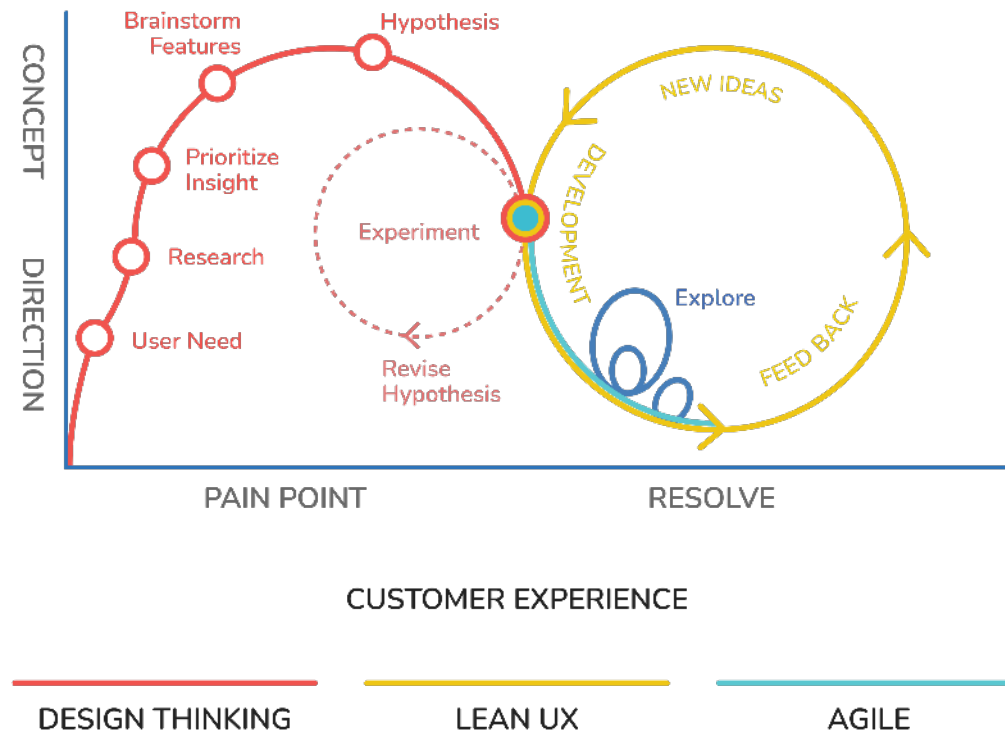 CONCEPT
DIRECTION
Brainstorm
Features
Hypothesis
Prioritize
Insight
Research
User Need
Experiment
Revise
Hypothesis
NEW IDEAS
DEVELOPMENT
Explore
FEED BACK
PAIN POINT
RESOLVE
CUSTOMER EXPERIENCE
DESIGN THINKING
LEAN UX
AGILE